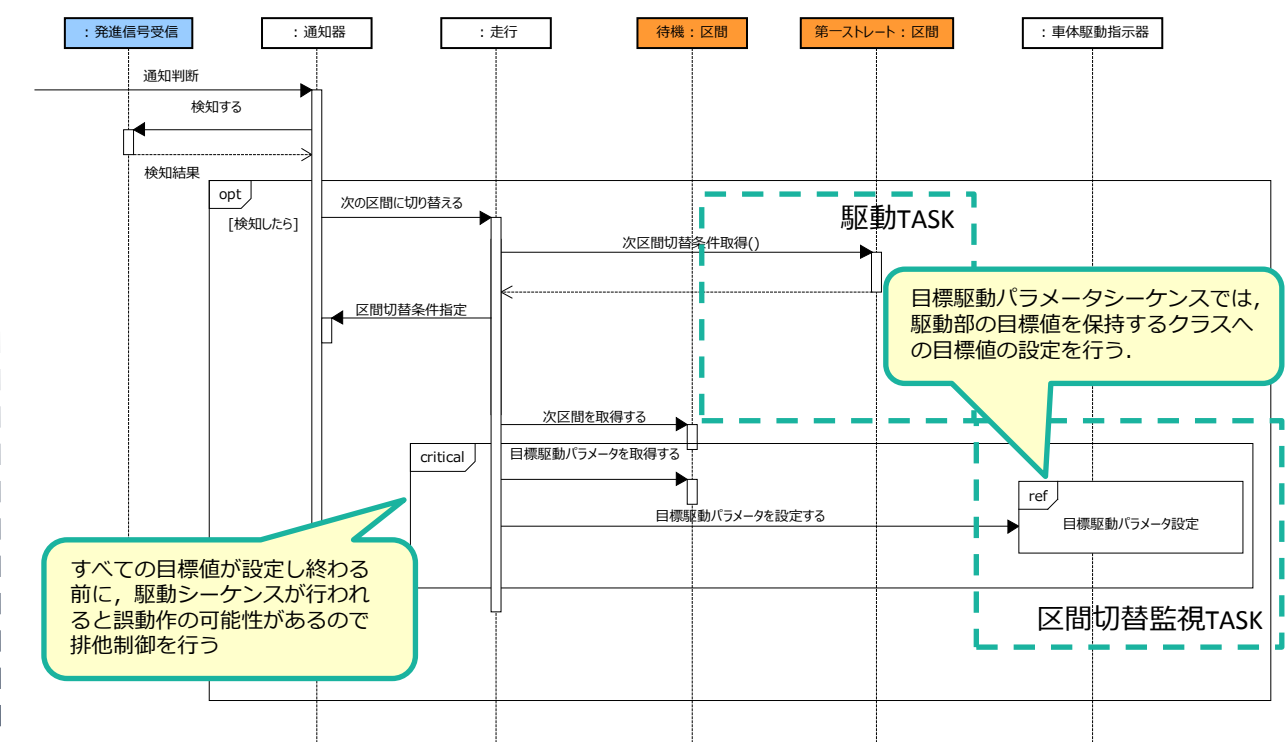 ：発進信号受信
：通知器
：走行
待機：区間
第一ストレート：区間
：車体駆動指示器
通知判断
検知する
検知結果
opt
[検知したら]
次の区間に切り替える
駆動TASK
次区間切替条件取得()
区間切替条件指定
目標駆動パラメータシーケンスでは，
駆動部の目標値を保持するクラスへ
の目標値の設定を行う．
次区間を取得する
critical
目標駆動パラメータを取得する
ref
目標駆動パラメータを設定する
目標駆動パラメータ設定
すべての目標値が設定し終わる
前に，駆動シーケンスが行われ
ると誤動作の可能性があるので
排他制御を行う
区間切替監視TASK